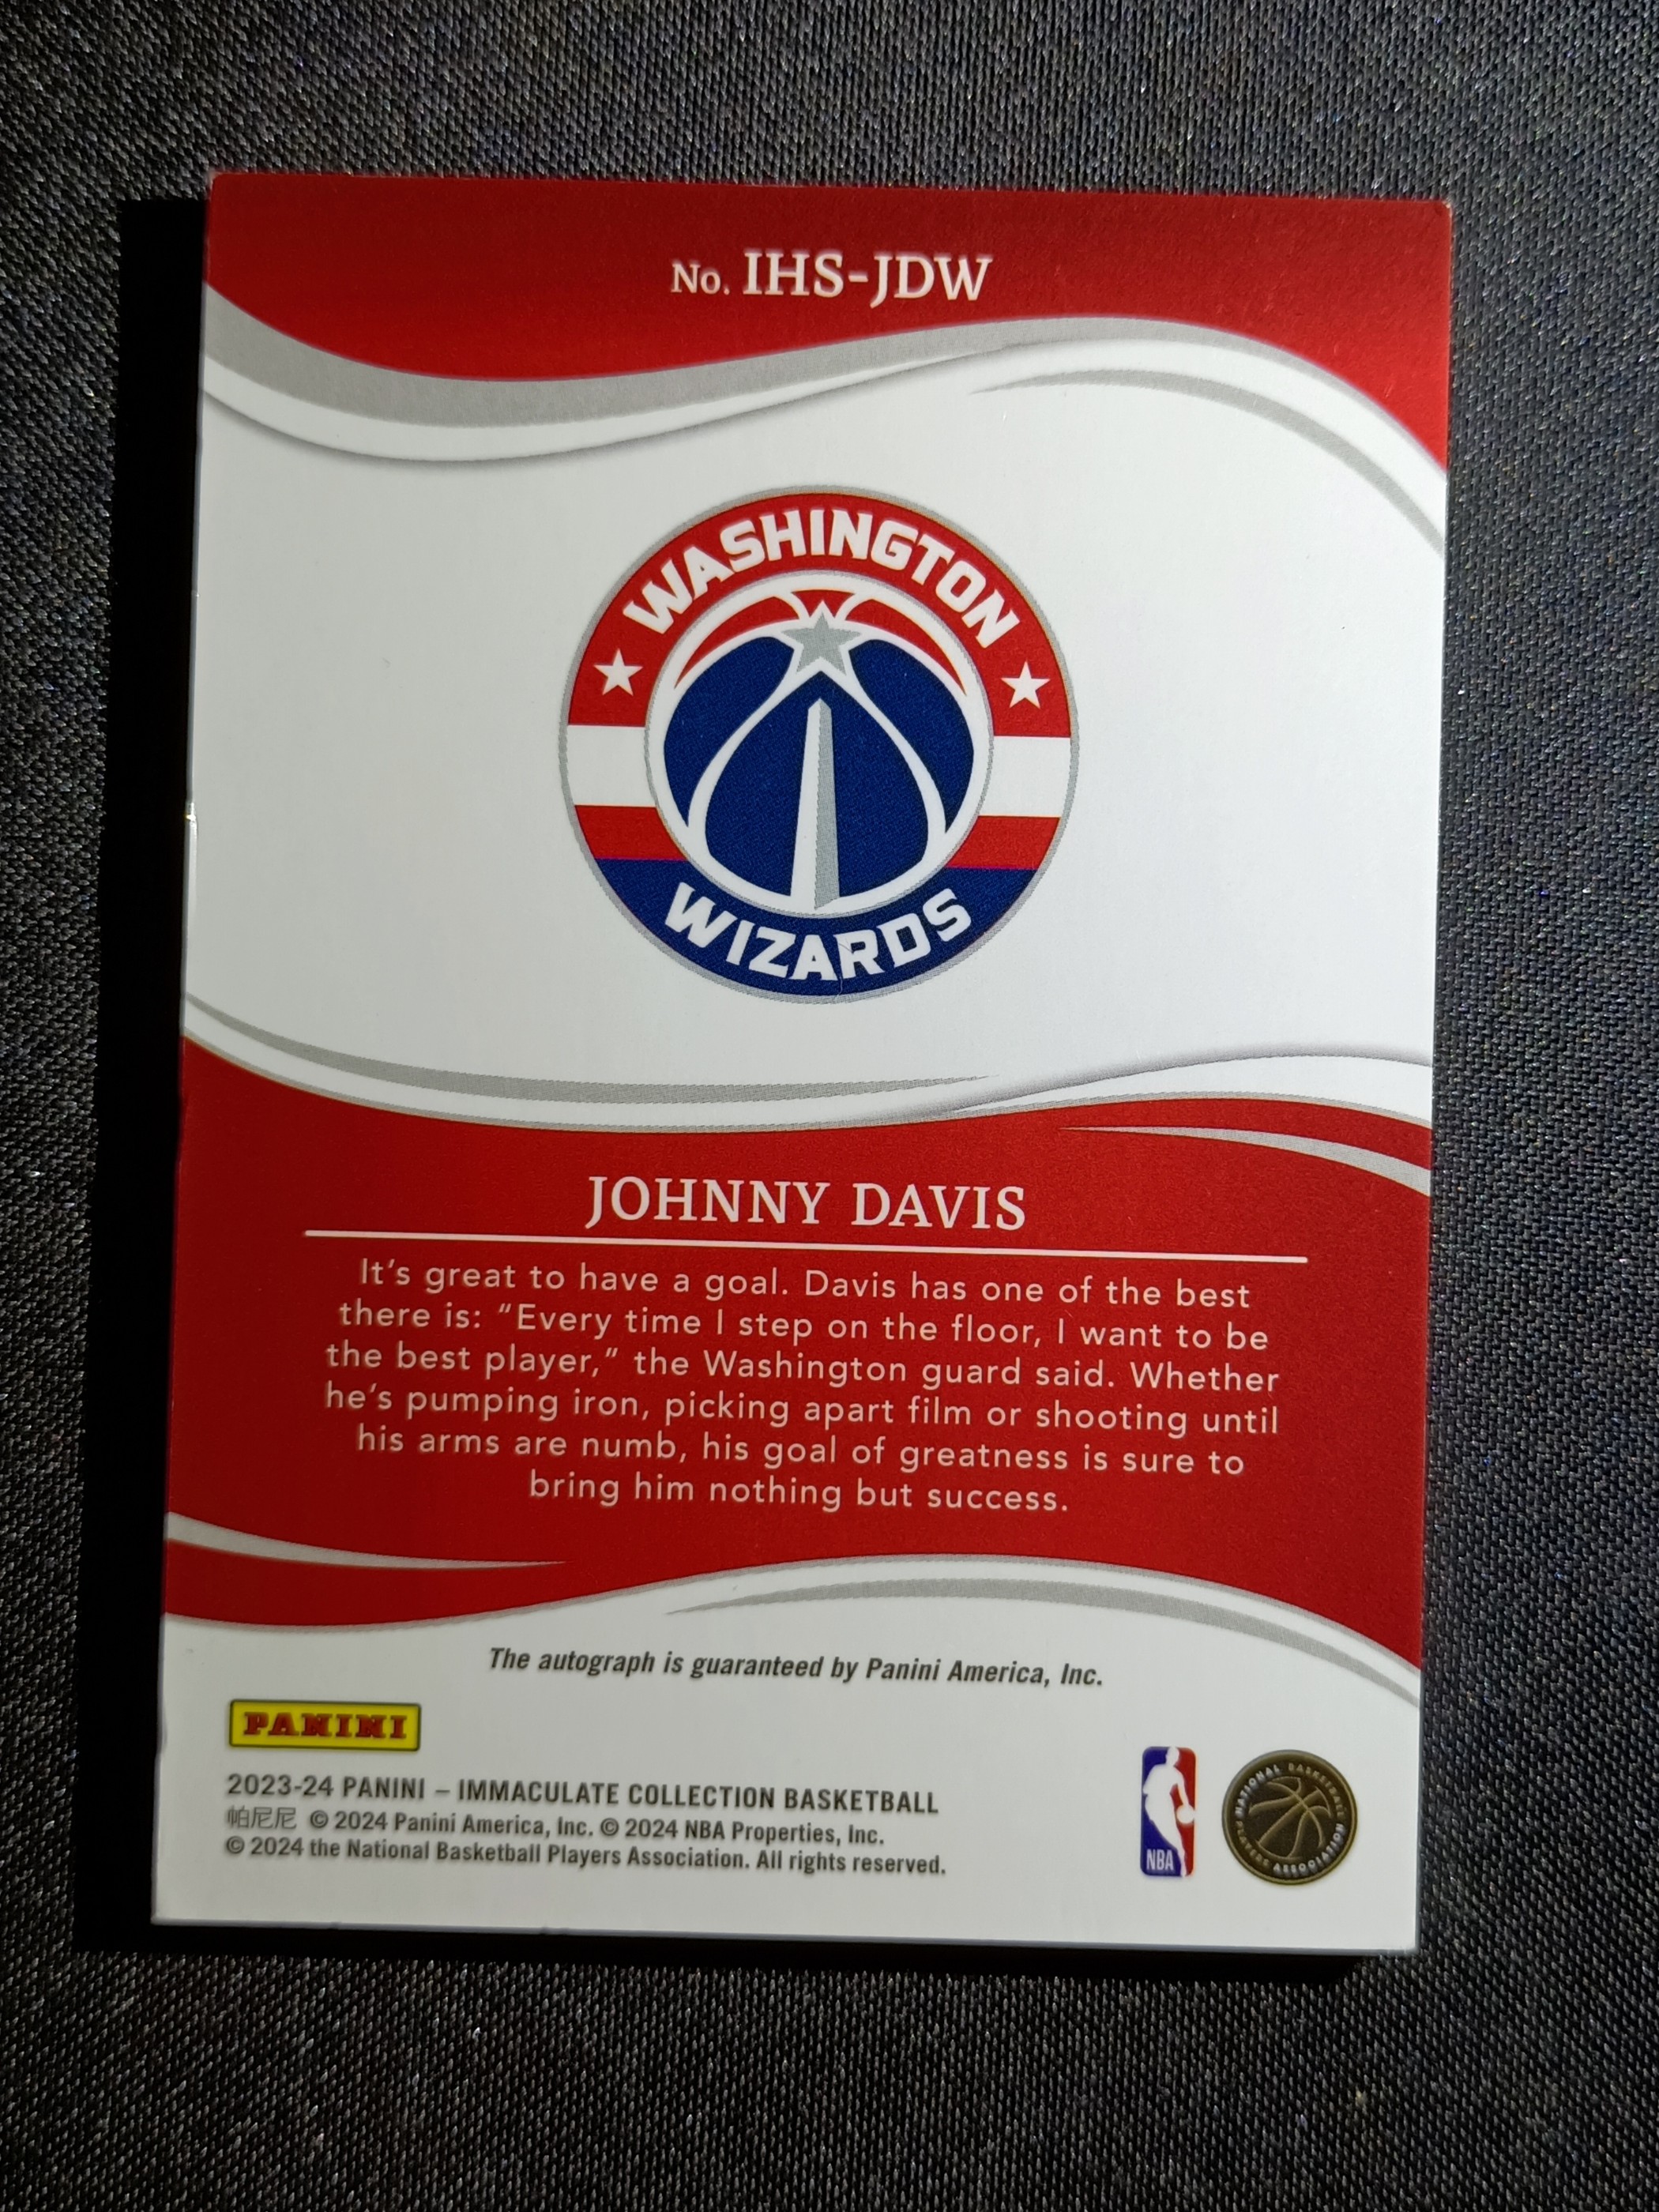 No. IHS-JDW
WASHINGTON
WIZARDS
JOHNNY DAVIS
It's great to have a goal. Davis has one of the best
there is: "Every time I step on the floor, I want to be
the best player," the Washington guard said. Whether
he's pumping iron, picking apart film or shooting until
his arms are numb, his goal of greatness is sure to
bring him nothing but success.
The autograph is guaranteed by Panini America, Inc.
PANINI
2023-24 PANINI – IMMACULATE COLLECTION BASKETBALL
帕尼尼 © 2024 Panini America, Inc. © 2024 NBA Properties, Inc.
© 2024 the National Basketball Players Association. All rights reserved.
NBA
NATIONAL BASKETBALL
PLAYERS ASSOCIATION